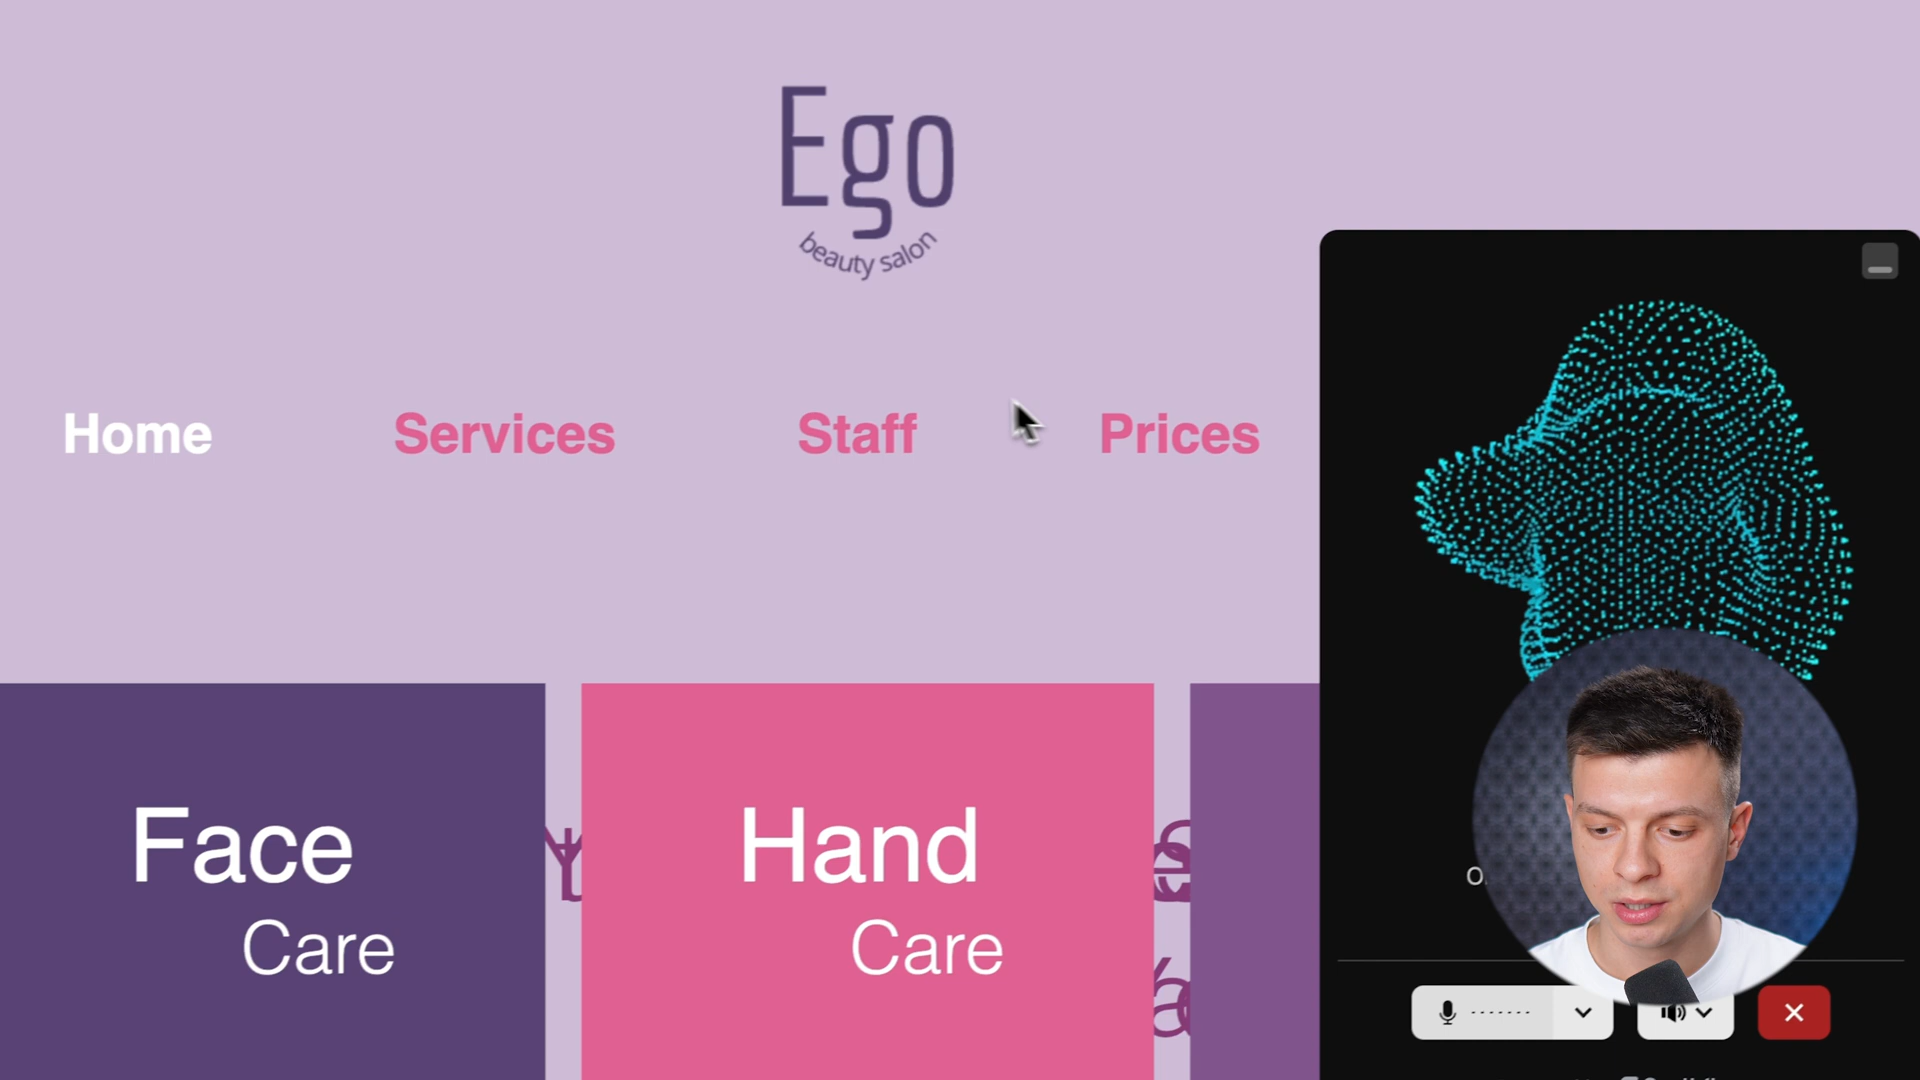 Ego
beauty salon
Home Services Staff Prices
Face
Care
Hand
Care